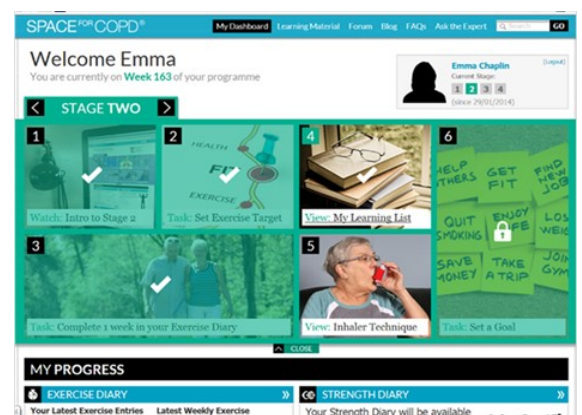 SPACE FOR COPD®
My Dashboard Learning Material Forum Blog FAQs Ask the Expert Search GO
Welcome Emma
You are currently on Week 163 of your programme
Emma Chaplin
[Logout]
Current Stage:
1 2 3 4
(since 29/01/2014)
< STAGE TWO >
1
Watch: Intro to Stage 2
2
HEALTH
FIT
EXERCISE
Task: Set Exercise Target
4
View: My Learning List
6
HELP OTHERS
GET FIT
FIND NEW JOB
QUIT SMOKING
ENJOY LIFE
LOS WEIG
SAVE MONEY
TAKE A TRIP
JOIN GYM
Task: Set a Goal
3
Task: Complete 1 week in your Exercise Diary
5
View: Inhaler Technique
CLOSE
MY PROGRESS
EXERCISE DIARY
Your Latest Exercise Entries Latest Weekly Exercise
STRENGTH DIARY
Your Strength Diary will be available